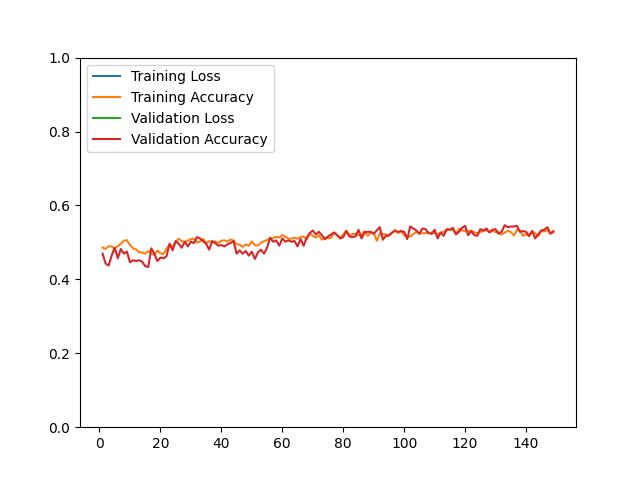 Training Loss
Training Accuracy
Validation Loss
Validation Accuracy
1.0
0.8
0.6
0.4
0.2
0.0
0 20 40 60 80 100 120 140